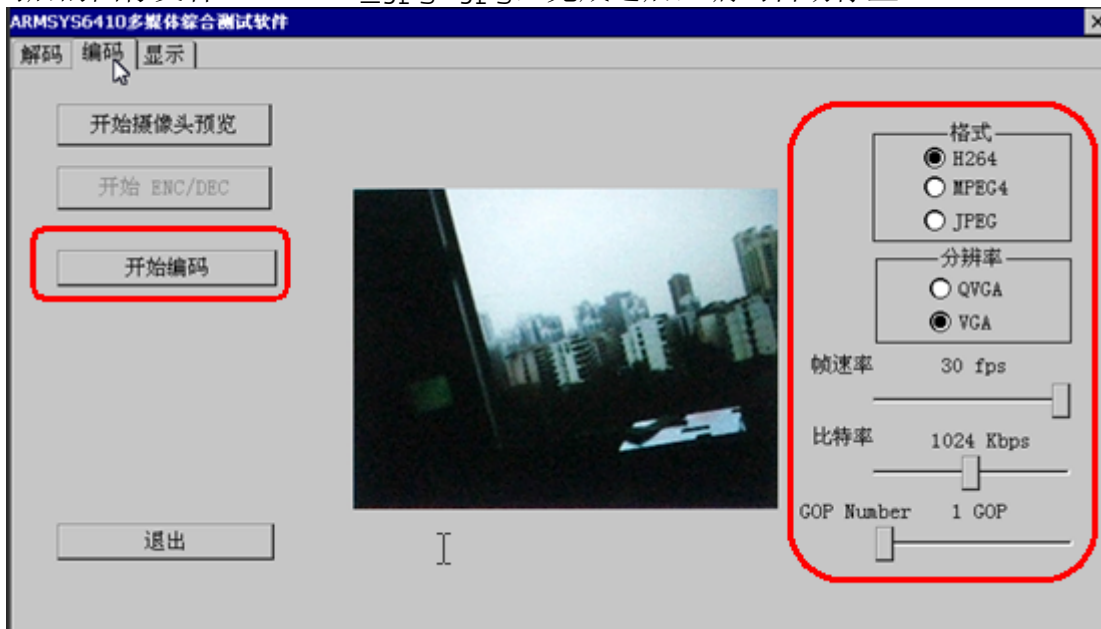 ARMSYS6410多媒体綜合测试软件
解码 编码 显示
开始摄像头预览
开始 ENC/DEC
开始编码
退出
格式
H264
MPEG4
JPEG
分辨率
QVGA
VGA
帧速率 30 fps
比特率 1024 Kbps
GOP Number 1 GOP